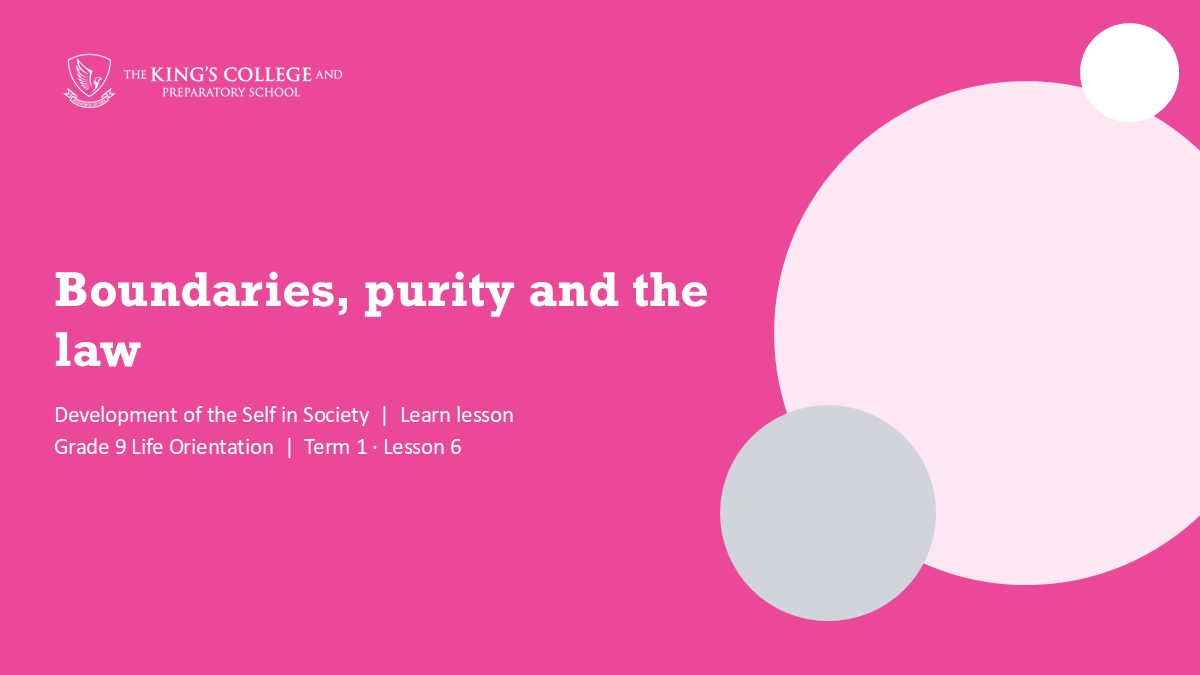 THE KING'S COLLEGE AND
PREPARATORY SCHOOL
Boundaries, purity and the
law
Development of the Self in Society | Learn lesson
Grade 9 Life Orientation | Term 1 · Lesson 6